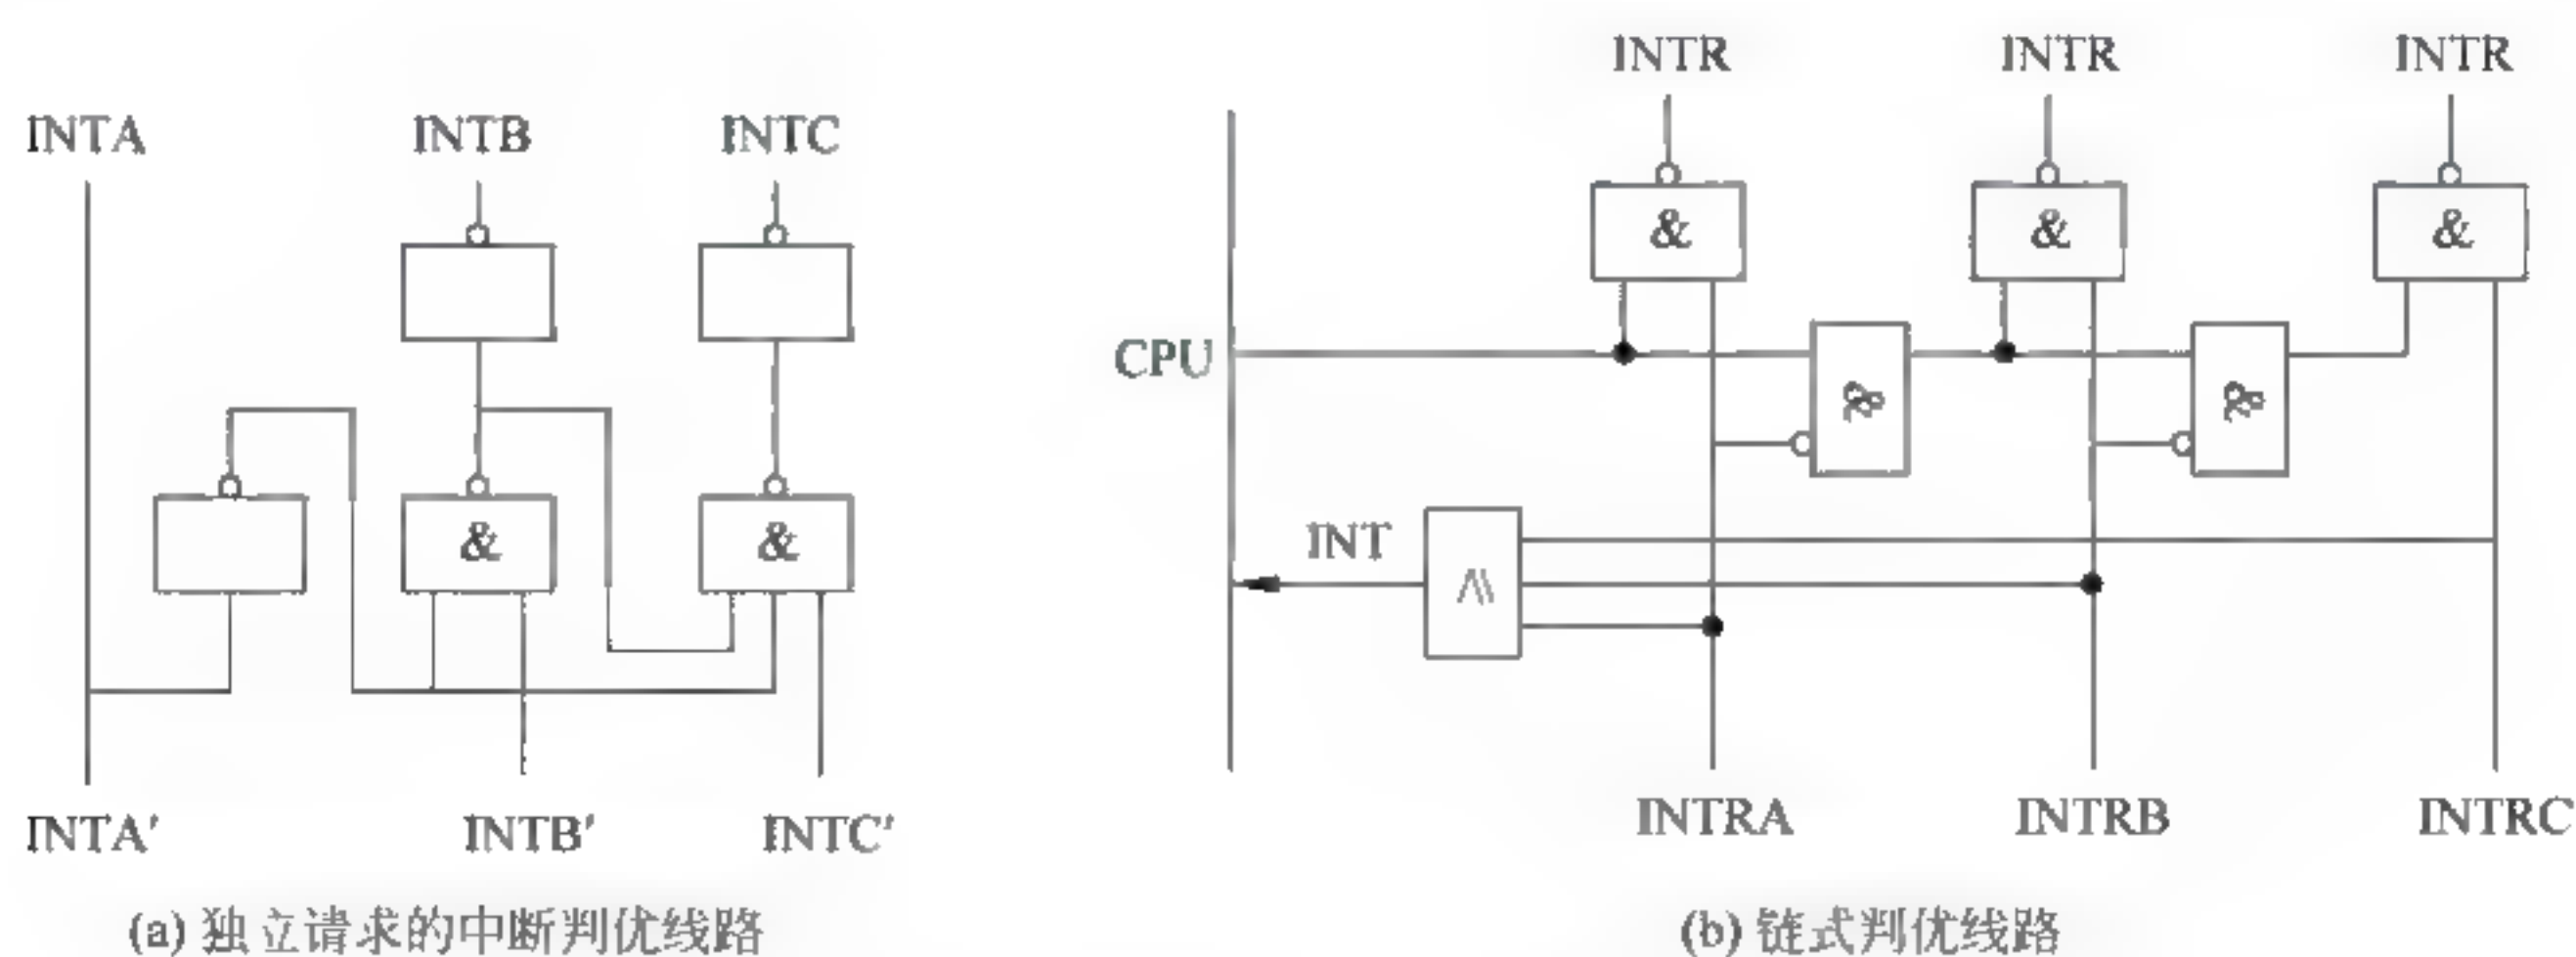 INTA
INTB
INTC
&
&
INTA'
INTB'
INTC'
(a) 独立请求的中断判优线路
INTR
INTR
INTR
&
&
&
CPU
&
&
INT
≥
INTRA
INTRB
INTRC
(b) 链式判优线路